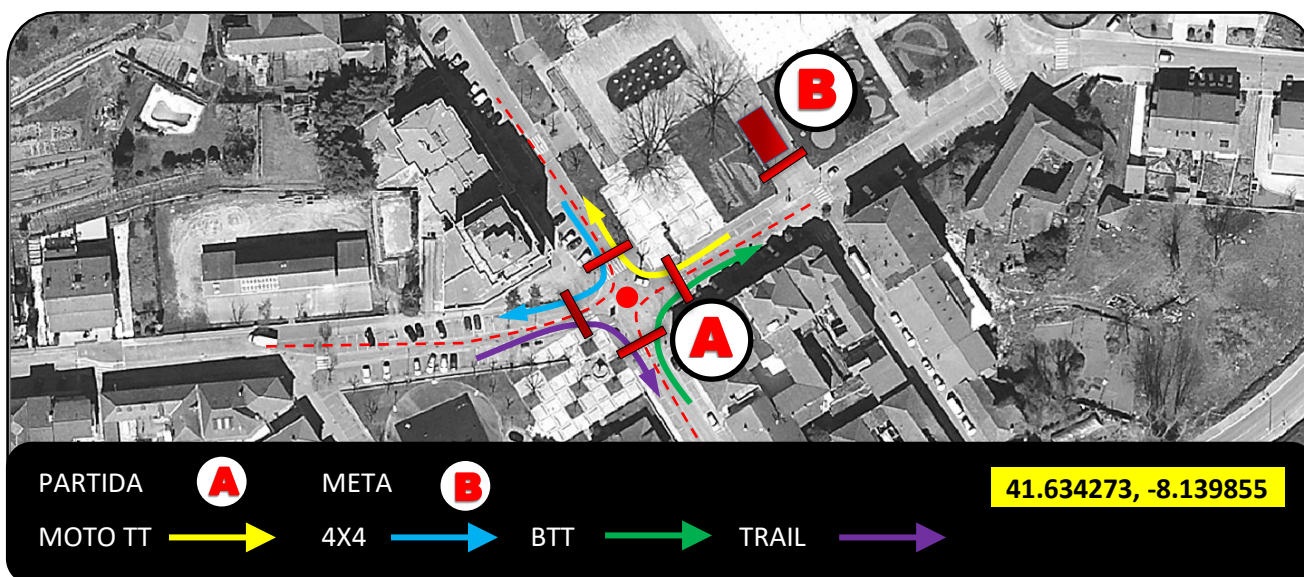 B
A
PARTIDA A META B 41.634273, -8.139855
MOTO TT 4X4 BTT TRAIL